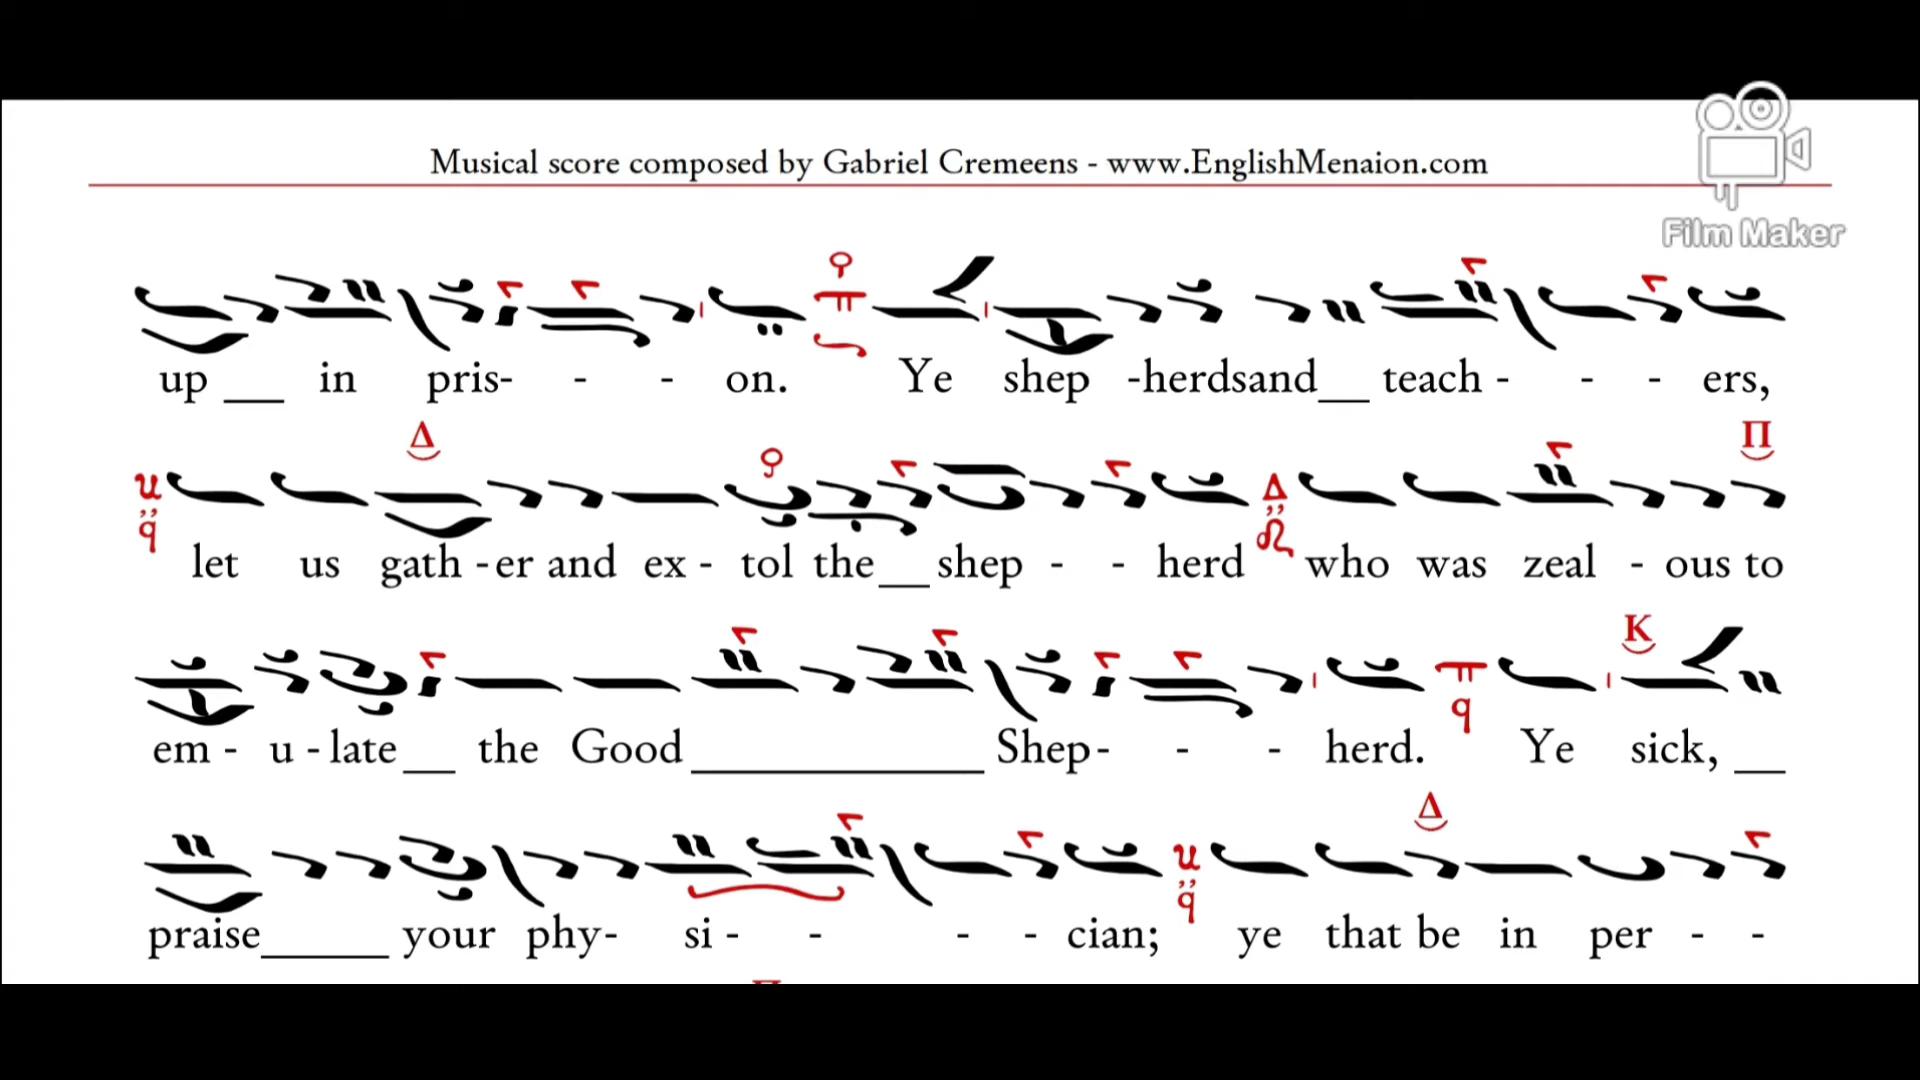 Musical score composed by Gabriel Cremeens - www.EnglishMenaion.com
Film Maker
up __ in pris- - - on. Ye shep -herdsand__ teach - - - ers,
Δ Π
let us gath -er and ex - tol the__ shep - - herd who was zeal - ous to
K
em - u - late__ the Good __________ Shep- - - herd. Ye sick, __
Δ
praise_____ your phy- si - - - - cian; ye that be in per - -